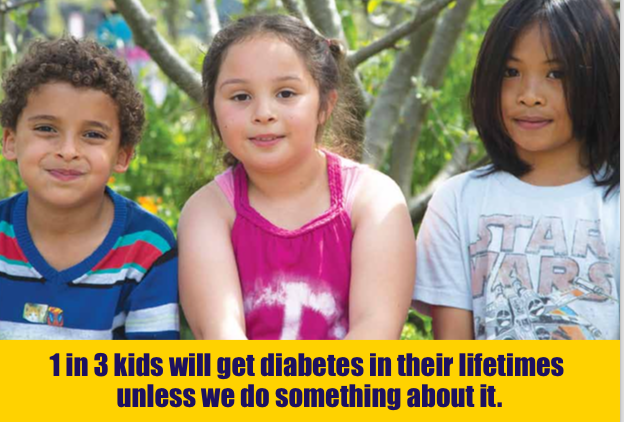 STAR
WARS
1 in 3 kids will get diabetes in their lifetimes
unless we do something about it.